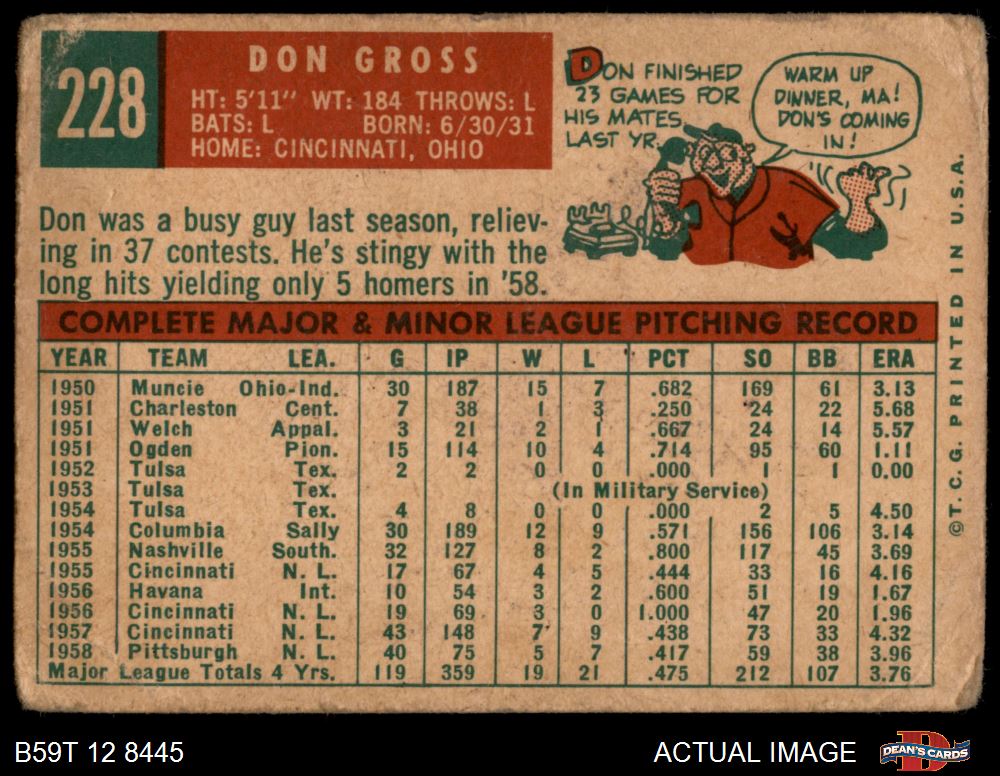 228
DON GROSS
HT: 5'11" WT: 184 THROWS: L
BATS: L BORN: 6/30/31
HOME: CINCINNATI, OHIO
DON FINISHED
23 GAMES FOR
HIS MATES
LAST YR.
WARM UP
DINNER, MA!
DON'S COMING
IN!
Don was a busy guy last season, reliev-
ing in 37 contests. He's stingy with the
long hits yielding only 5 homers in '58.
COMPLETE MAJOR & MINOR LEAGUE PITCHING RECORD
YEAR TEAM LEA. G IP W L PCT SO BB ERA
1950 Muncie Ohio-Ind. 30 187 15 7 .682 169 61 3.13
1951 Charleston Cent. 7 38 1 3 .250 24 22 5.68
1951 Welch Appal. 3 21 2 1 .667 24 14 5.57
1951 Ogden Pion. 15 114 10 4 .714 95 60 1.11
1952 Tulsa Tex. 2 2 0 0 .000 1 1 0.00
1953 Tulsa Tex. (In Military Service)
1954 Tulsa Tex. 4 8 0 0 .000 2 5 4.50
1954 Columbia Sally 30 189 12 9 .571 156 106 3.14
1955 Nashville South. 32 127 8 2 .800 117 45 3.69
1955 Cincinnati N. L. 17 67 4 5 .444 33 16 4.16
1956 Havana Int. 10 54 3 2 .600 51 19 1.67
1956 Cincinnati N. L. 19 69 3 0 1.000 47 20 1.96
1957 Cincinnati N. L. 43 148 7 9 .438 73 33 4.32
1958 Pittsburgh N. L. 40 75 5 7 .417 59 38 3.96
Major League Totals 4 Yrs. 119 359 19 21 .475 212 107 3.76
©T.C.G. PRINTED IN U.S.A.
B59T 12 8445
ACTUAL IMAGE
D
DEAN'S CARDS